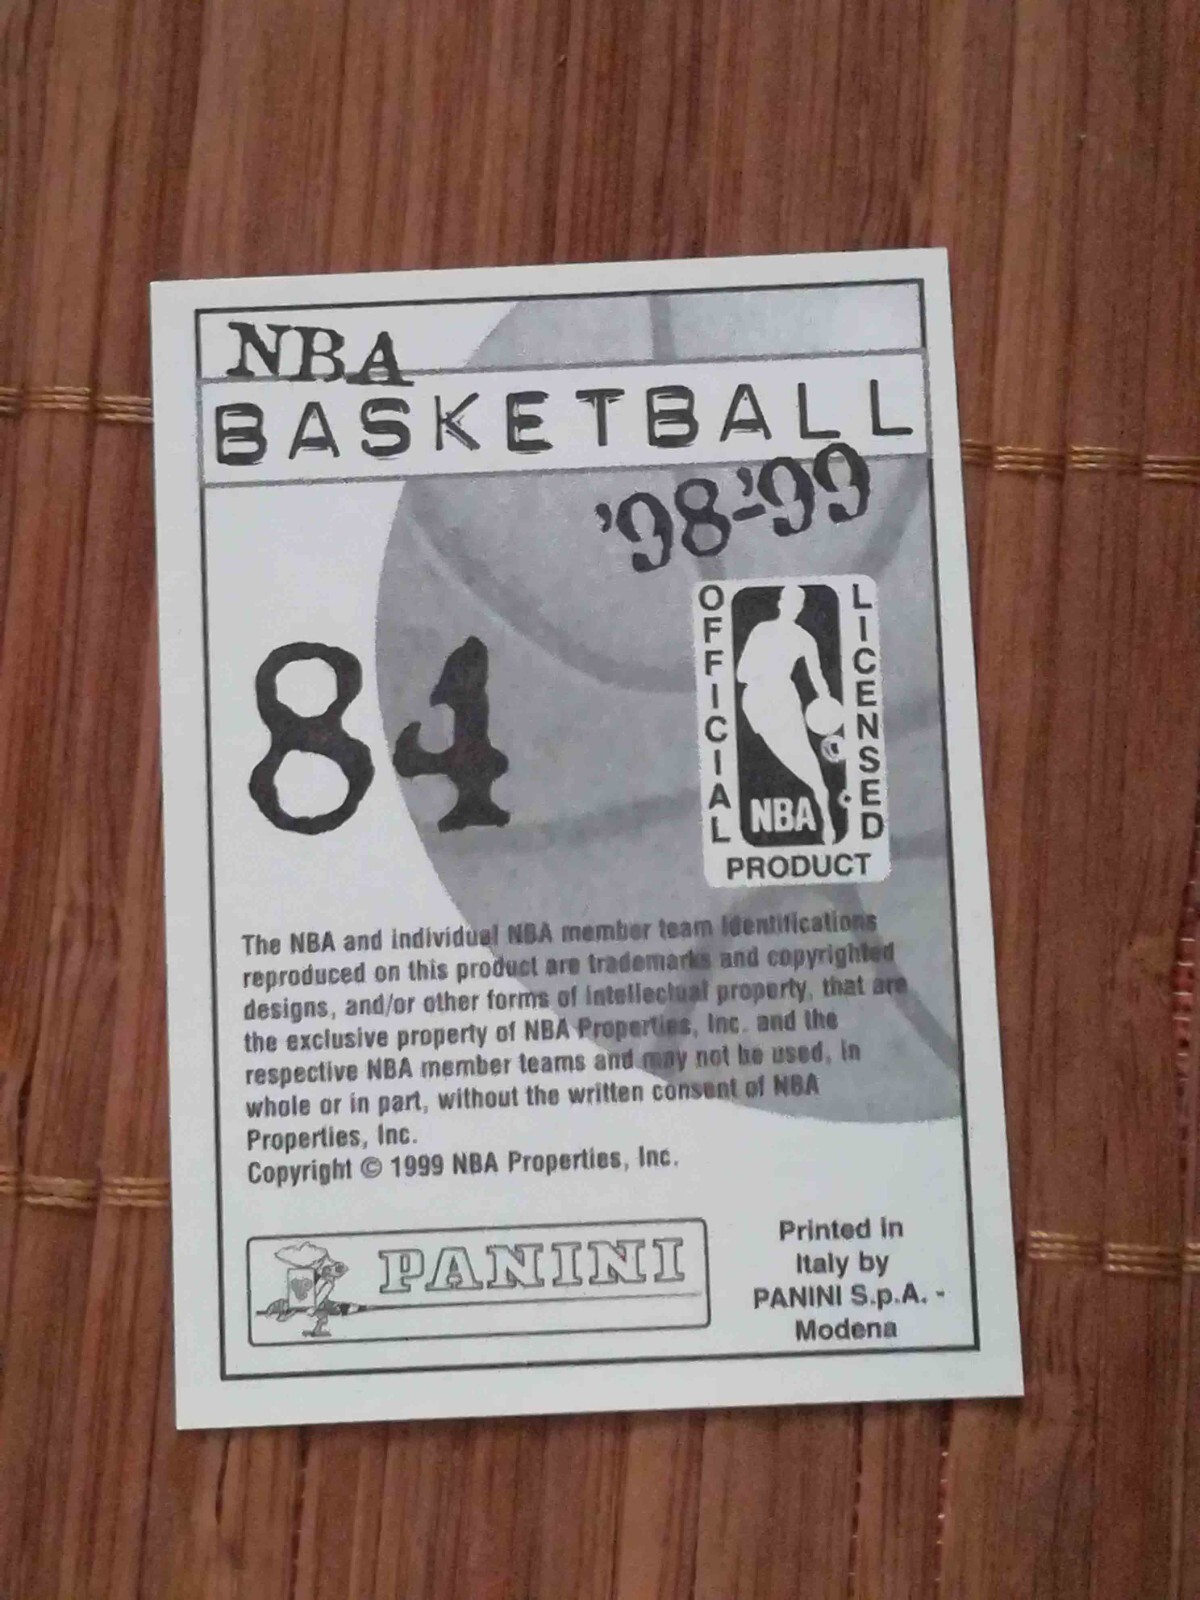 NBA
BASKETBALL
'98-'99
84
OFFICIAL
LICENSED
NBA
PRODUCT
The NBA and individual NBA member team identifications
reproduced on this product are trademarks and copyrighted
designs, and/or other forms of intellectual property, that are
the exclusive property of NBA Properties, Inc. and the
respective NBA member teams and may not be used, in
whole or in part, without the written consent of NBA
Properties, Inc.
Copyright © 1999 NBA Properties, Inc.
PANINI
Printed in
Italy by
PANINI S.p.A. -
Modena